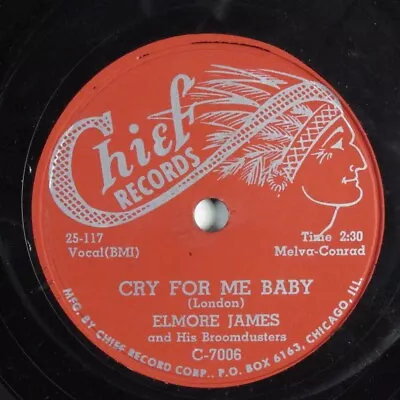 Chief
RECORDS
25-117
Vocal(BMI)
Time 2:30
Melva-Conrad
CRY FOR ME BABY
(London)
ELMORE JAMES
and His Broomdusters
C-7006
MFG. BY CHIEF RECORD CORP., P.O. BOX 6163, CHICAGO, ILL.